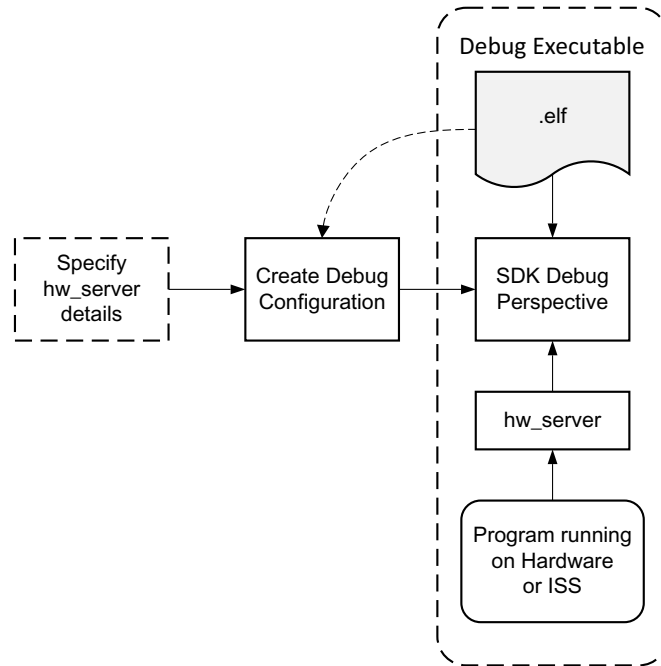 Debug Executable
.elf
Specify
hw_server
details
Create Debug
Configuration
SDK Debug
Perspective
hw_server
Program running
on Hardware
or ISS